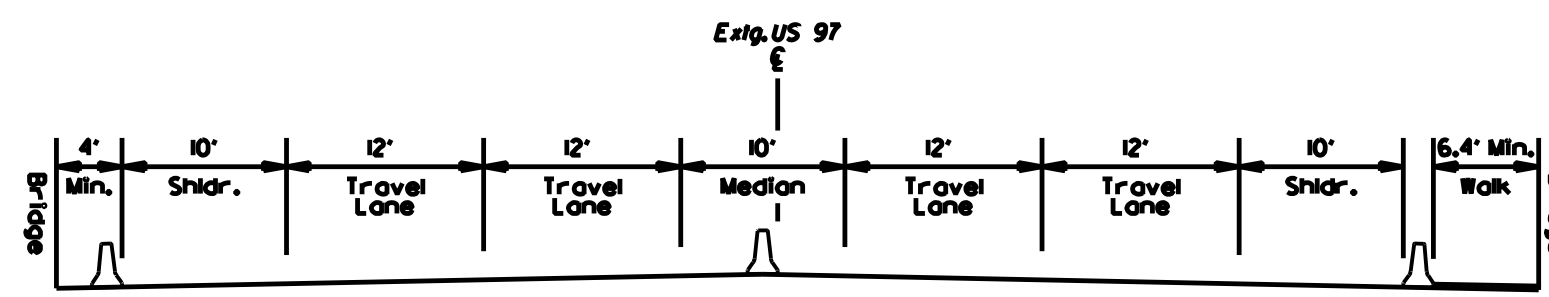 Extg. US 97
℄
4' 10' 12' 12' 10' 12' 12' 10' 6.4' Min.
Min. Shldr. Travel Travel Median Travel Travel Shldr. Walk
Lane Lane Lane Lane
Bridge